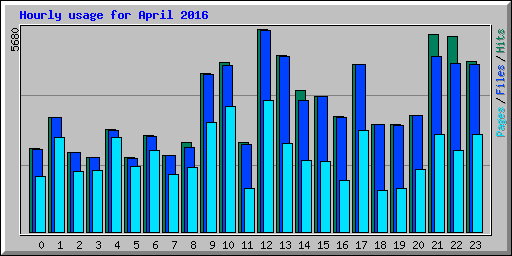 Hourly usage for April 2016
5680
Pages / Files / Hits
0 1 2 3 4 5 6 7 8 9 10 11 12 13 14 15 16 17 18 19 20 21 22 23